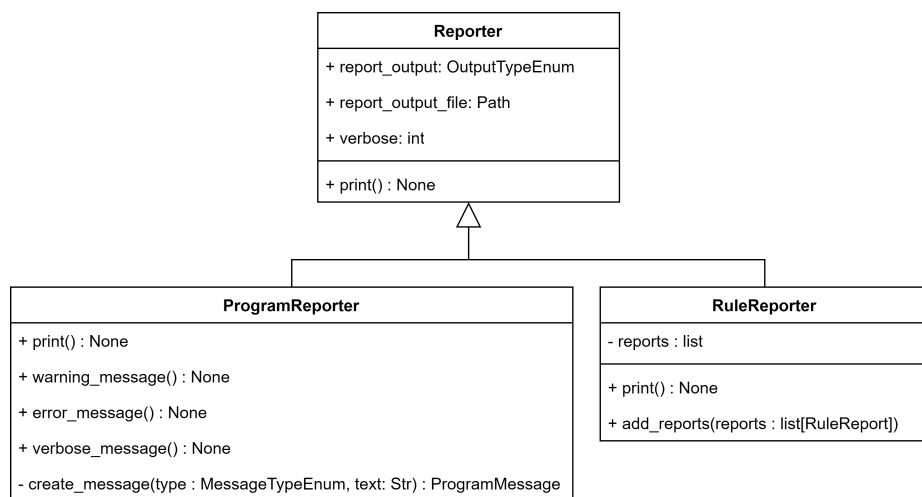 Reporter
+ report_output: OutputTypeEnum
+ report_output_file: Path
+ verbose: int
+ print() : None
ProgramReporter
+ print() : None
+ warning_message() : None
+ error_message() : None
+ verbose_message() : None
- create_message(type : MessageTypeEnum, text: Str) : ProgramMessage
RuleReporter
- reports : list
+ print() : None
+ add_reports(reports : list[RuleReport])